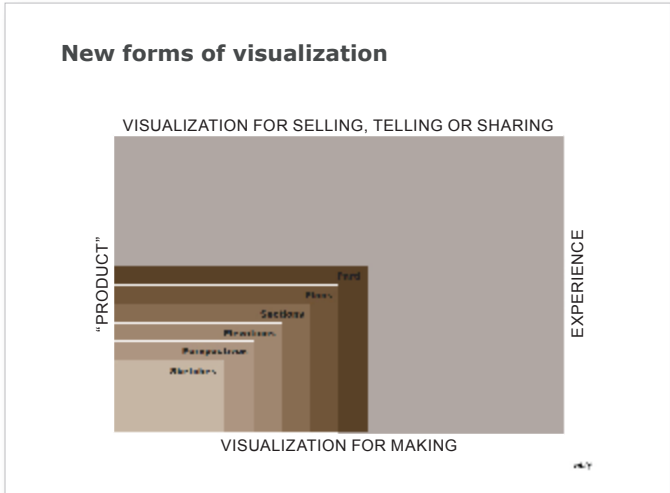 New forms of visualization
VISUALIZATION FOR SELLING, TELLING OR SHARING
"PRODUCT"
EXPERIENCE
Plans
Sections
Elevations
Perspectives
Sketches
VISUALIZATION FOR MAKING